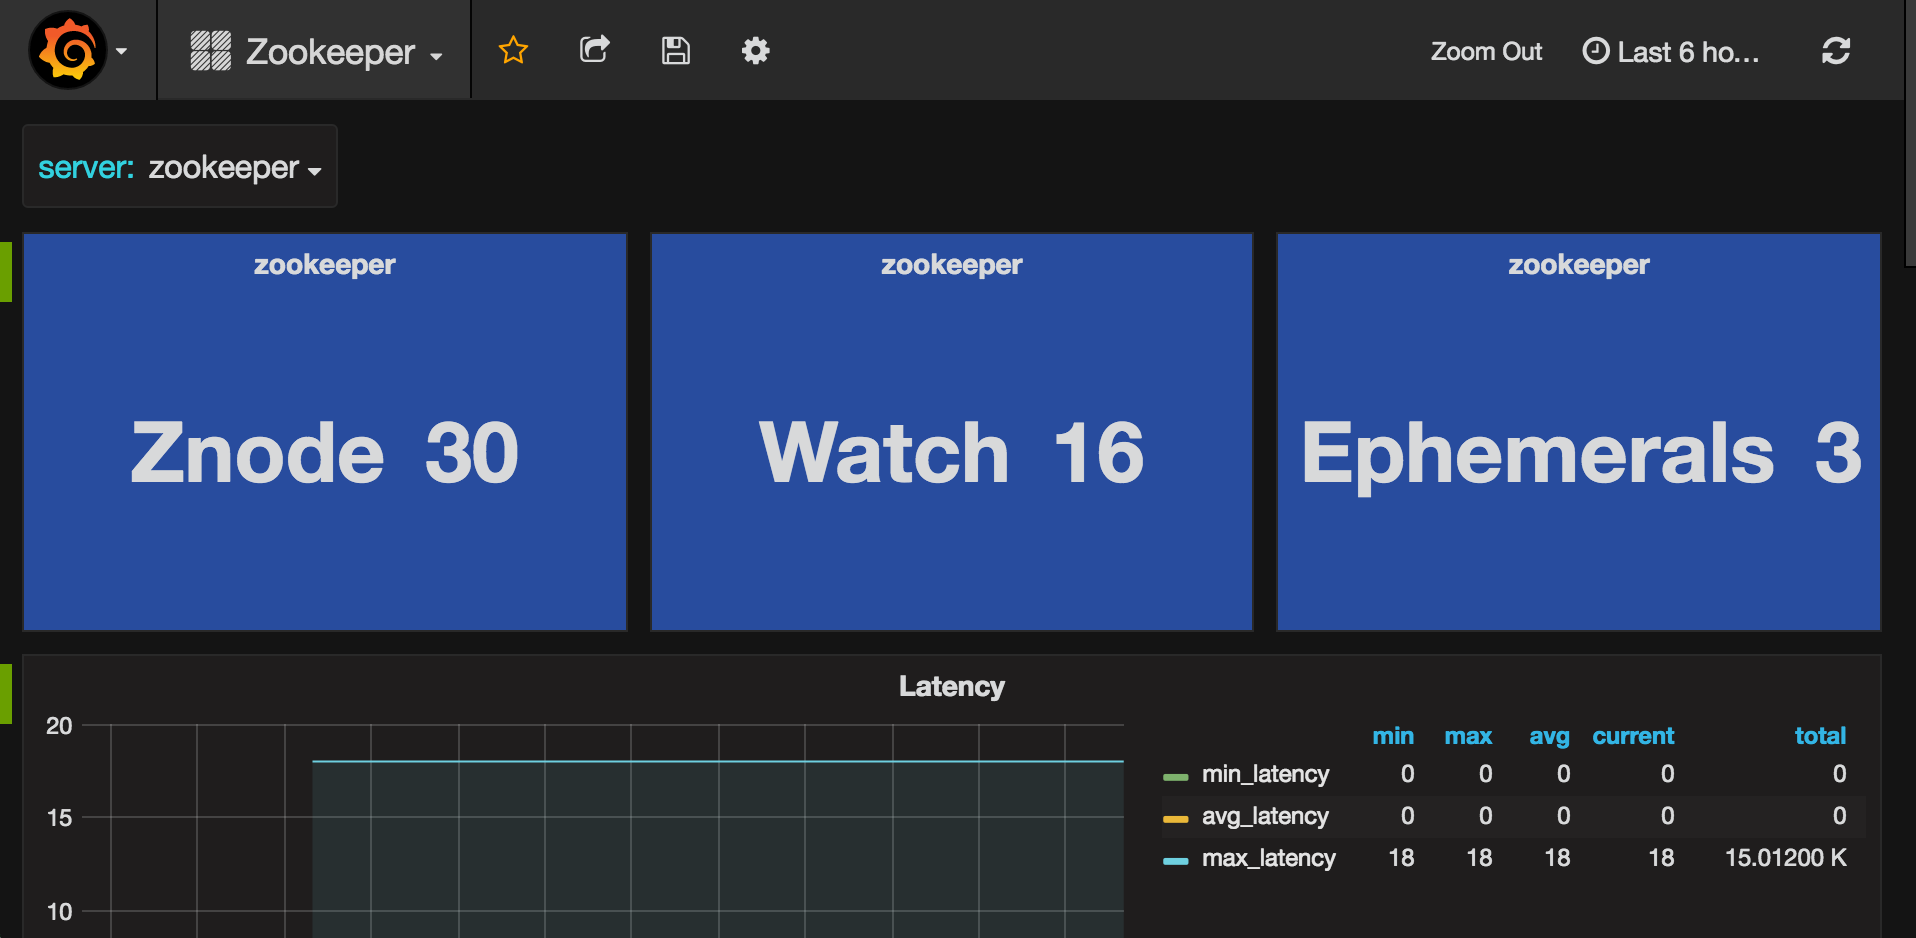 Zookeeper
Zoom Out
Last 6 ho...
server: zookeeper
zookeeper
Znode 30
zookeeper
Watch 16
zookeeper
Ephemerals 3
Latency
20
15
10
min max avg current total
min_latency 0 0 0 0 0
avg_latency 0 0 0 0 0
max_latency 18 18 18 18 15.01200 K